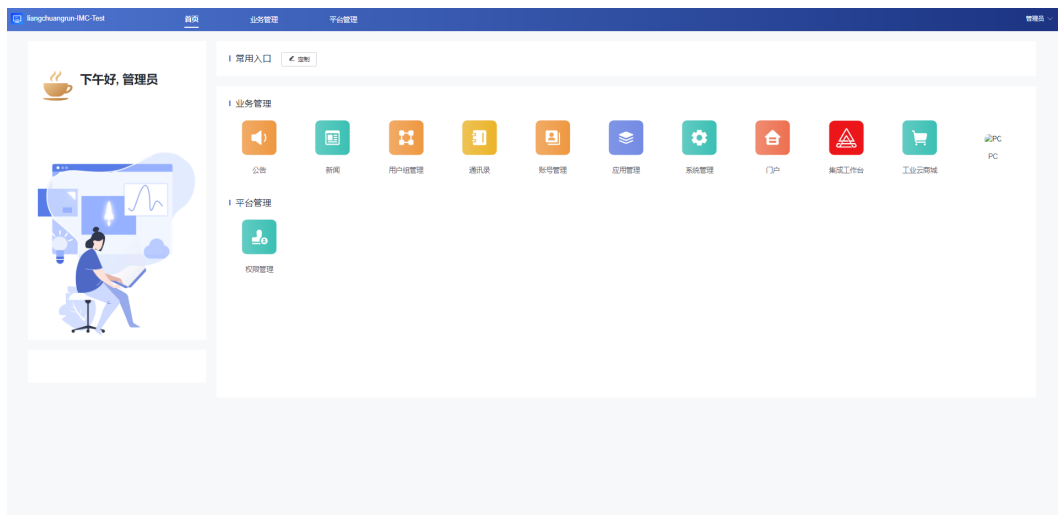 liangchuangrun-IMC-Test 首页 业务管理 平台管理 管理员
下午好, 管理员
常用入口 定制
业务管理
公告 新闻 用户组管理 通讯录 账号管理 应用管理 系统管理 门户 集成工作台 工业云商城 PC
PC
平台管理
权限管理